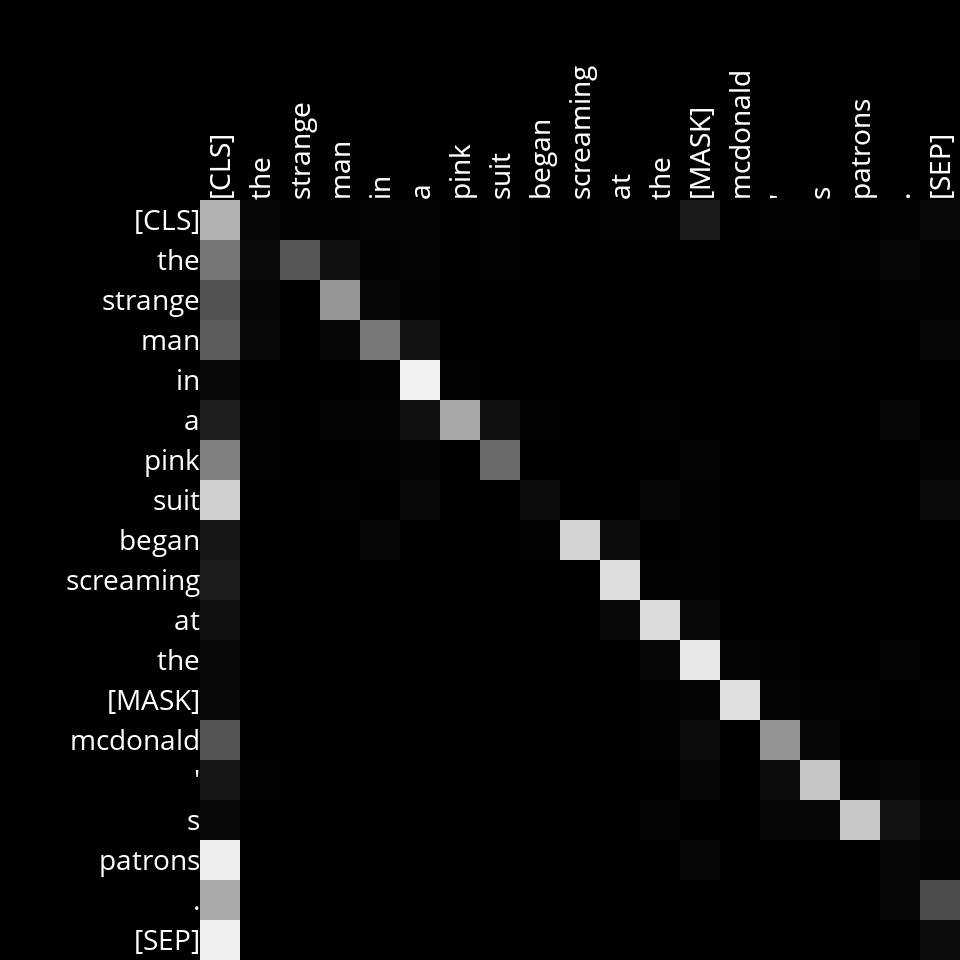 [CLS] the strange man in a pink suit began screaming at the [MASK] mcdonald ' s patrons . [SEP]
[CLS]
the
strange
man
in
a
pink
suit
began
screaming
at
the
[MASK]
mcdonald
'
s
patrons
.
[SEP]